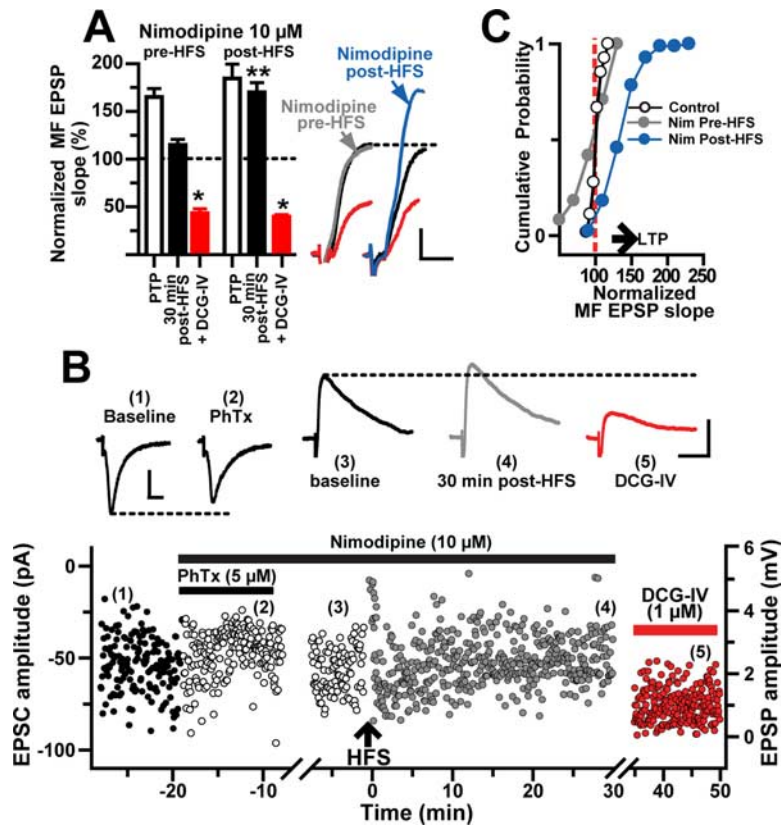 A
Nimodipine 10 μM
pre-HFS post-HFS
Normalized MF EPSP
slope (%)
200
150
100
50
**
*
*
PTP
30 min
post-HFS
+ DCG-IV
PTP
30 min
post-HFS
+ DCG-IV
Nimodipine
post-HFS
Nimodipine
pre-HFS
C
Cumulative Probability
1
0
Control
Nim Pre-HFS
Nim Post-HFS
LTP
100 150 200 250
Normalized
MF EPSP slope
B
(1)
Baseline
(2)
PhTx
(3)
baseline
(4)
30 min post-HFS
(5)
DCG-IV
Nimodipine (10 μM)
PhTx (5 μM)
DCG-IV
(1 μM)
(1)
(2)
(3)
(4)
(5)
EPSC amplitude (pA)
0
-50
-100
EPSP amplitude (mV)
6
4
2
0
HFS
-20 -10 0 10 20 30 40 50
Time (min)